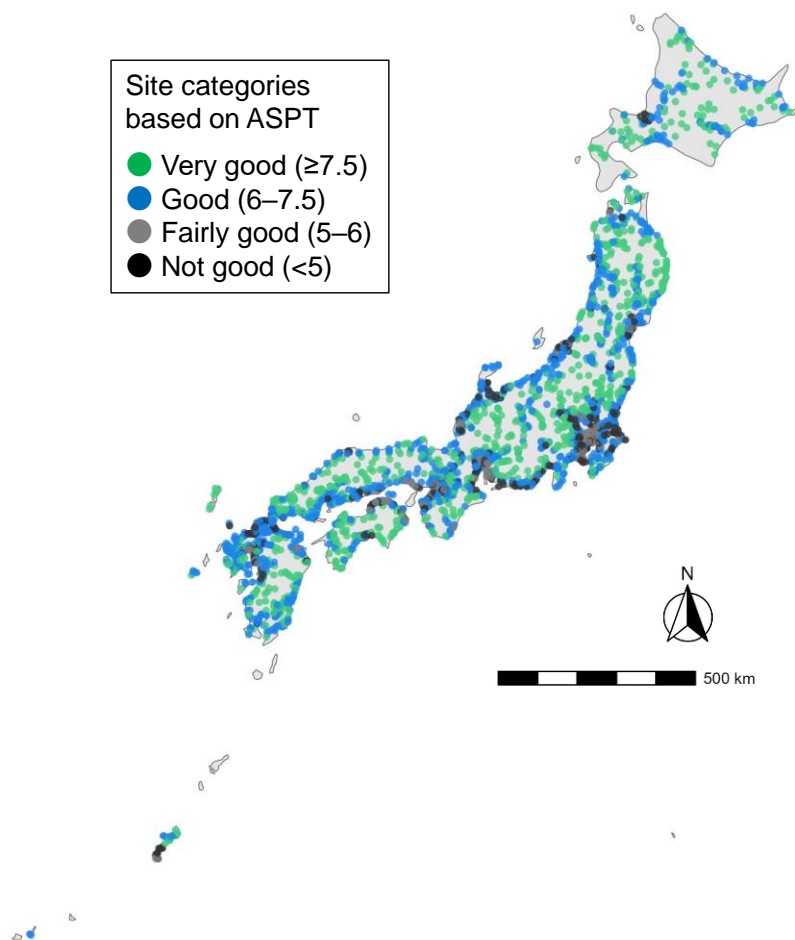 Site categories
based on ASPT
Very good (≥7.5)
Good (6–7.5)
Fairly good (5–6)
Not good (<5)
N
500 km